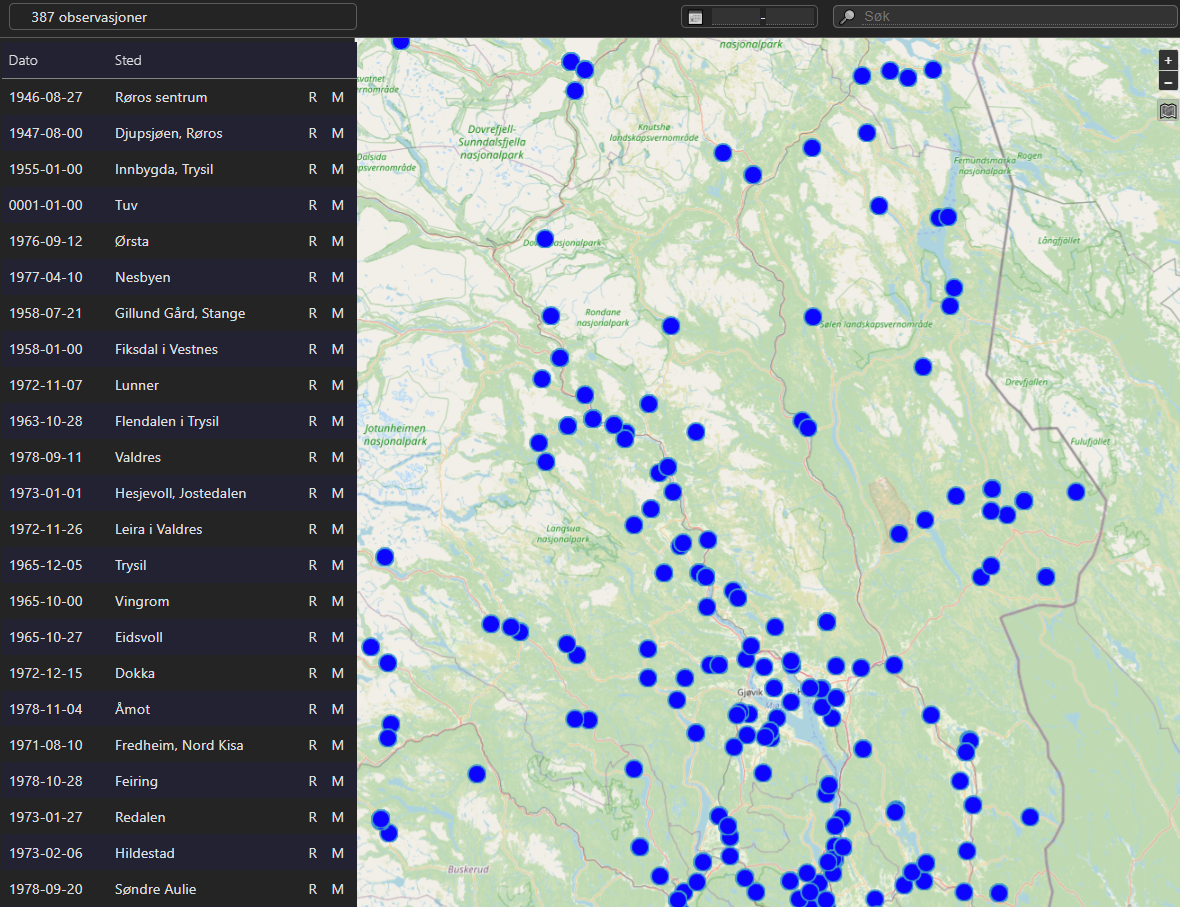 387 observasjoner
-
Søk
Dato Sted
1946-08-27 Røros sentrum R M
1947-08-00 Djupsjøen, Røros R M
1955-01-00 Innbygda, Trysil R M
0001-01-00 Tuv R M
1976-09-12 Ørsta R M
1977-04-10 Nesbyen R M
1958-07-21 Gillund Gård, Stange R M
1958-01-00 Fiksdal i Vestnes R M
1972-11-07 Lunner R M
1963-10-28 Flendalen i Trysil R M
1978-09-11 Valdres R M
1973-01-01 Hesjevoll, Jostedalen R M
1972-11-26 Leira i Valdres R M
1965-12-05 Trysil R M
1965-10-00 Vingrom R M
1965-10-27 Eidsvoll R M
1972-12-15 Dokka R M
1978-11-04 Åmot R M
1971-08-10 Fredheim, Nord Kisa R M
1978-10-28 Feiring R M
1973-01-27 Redalen R M
1973-02-06 Hildestad R M
1978-09-20 Søndre Aulie R M
nasjonalpark
+
−
Dovrefjell-
Sunndalsfjella
nasjonalpark
Knutshø
landskapsvernområde
Dalsida
Femundsmarka
nasjonalpark
Rogen
Långfjället
Rondane
nasjonalpark
Sølen landskapsvernområde
Drevfjällen
Fulufjället
Jotunheimen
nasjonalpark
Langsua
nasjonalpark
Gjøvik
Buskerud